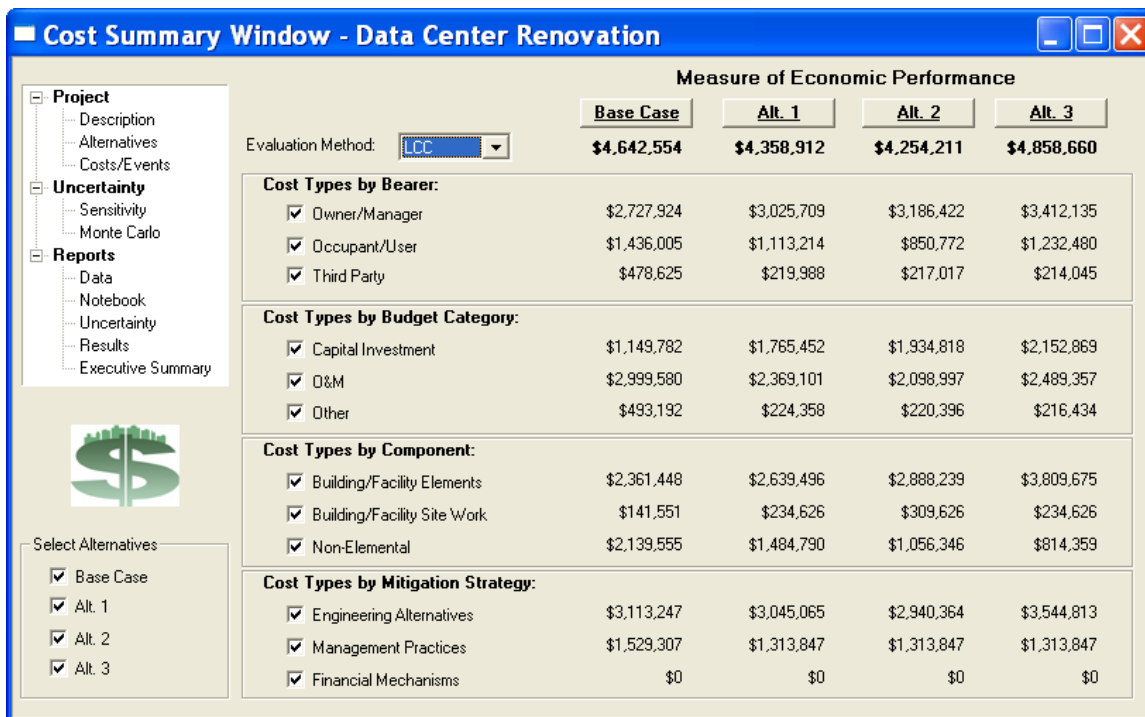 Cost Summary Window - Data Center Renovation
Measure of Economic Performance
Project
Description
Alternatives
Costs/Events
Uncertainty
Sensitivity
Monte Carlo
Reports
Data
Notebook
Uncertainty
Results
Executive Summary
Base Case Alt. 1 Alt. 2 Alt. 3
Evaluation Method: LCC $4,642,554 $4,358,912 $4,254,211 $4,858,660
Cost Types by Bearer:
Owner/Manager $2,727,924 $3,025,709 $3,186,422 $3,412,135
Occupant/User $1,436,005 $1,113,214 $850,772 $1,232,480
Third Party $478,625 $219,988 $217,017 $214,045
Cost Types by Budget Category:
Capital Investment $1,149,782 $1,765,452 $1,934,818 $2,152,869
O&M $2,999,580 $2,369,101 $2,098,997 $2,489,357
Other $493,192 $224,358 $220,396 $216,434
Cost Types by Component:
Building/Facility Elements $2,361,448 $2,639,496 $2,888,239 $3,809,675
Building/Facility Site Work $141,551 $234,626 $309,626 $234,626
Non-Elemental $2,139,555 $1,484,790 $1,056,346 $814,359
Cost Types by Mitigation Strategy:
Engineering Alternatives $3,113,247 $3,045,065 $2,940,364 $3,544,813
Management Practices $1,529,307 $1,313,847 $1,313,847 $1,313,847
Financial Mechanisms $0 $0 $0 $0
$
Select Alternatives
Base Case
Alt. 1
Alt. 2
Alt. 3